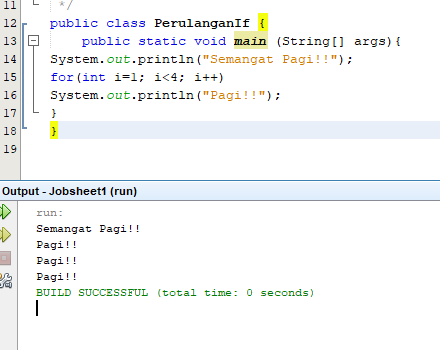 11 */
12 public class PerulanganIf {
13 public static void main (String[] args){
14 System.out.println("Semangat Pagi!!");
15 for(int i=1; i<4; i++)
16 System.out.println("Pagi!!");
17 }
18 }
19
Output - Jobsheet1 (run)
run:
Semangat Pagi!!
Pagi!!
Pagi!!
Pagi!!
BUILD SUCCESSFUL (total time: 0 seconds)